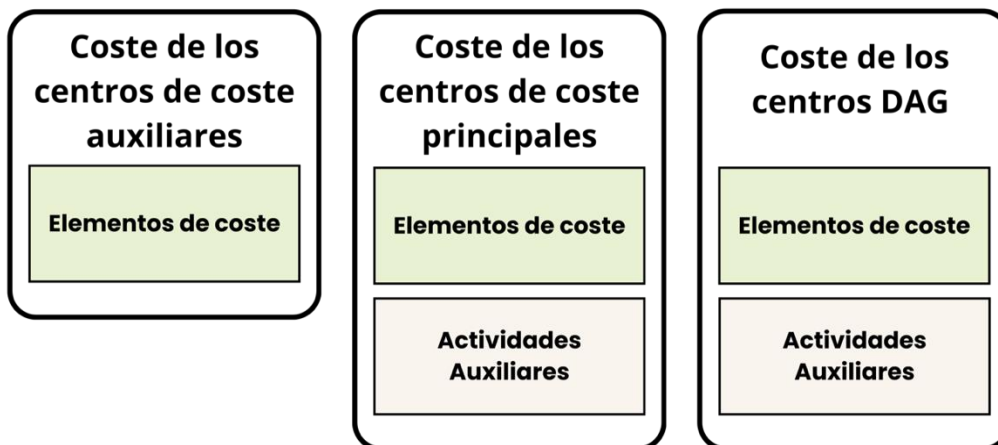 Coste de los
centros de coste
auxiliares
Elementos de coste
Coste de los
centros de coste
principales
Elementos de coste
Actividades
Auxiliares
Coste de los
centros DAG
Elementos de coste
Actividades
Auxiliares